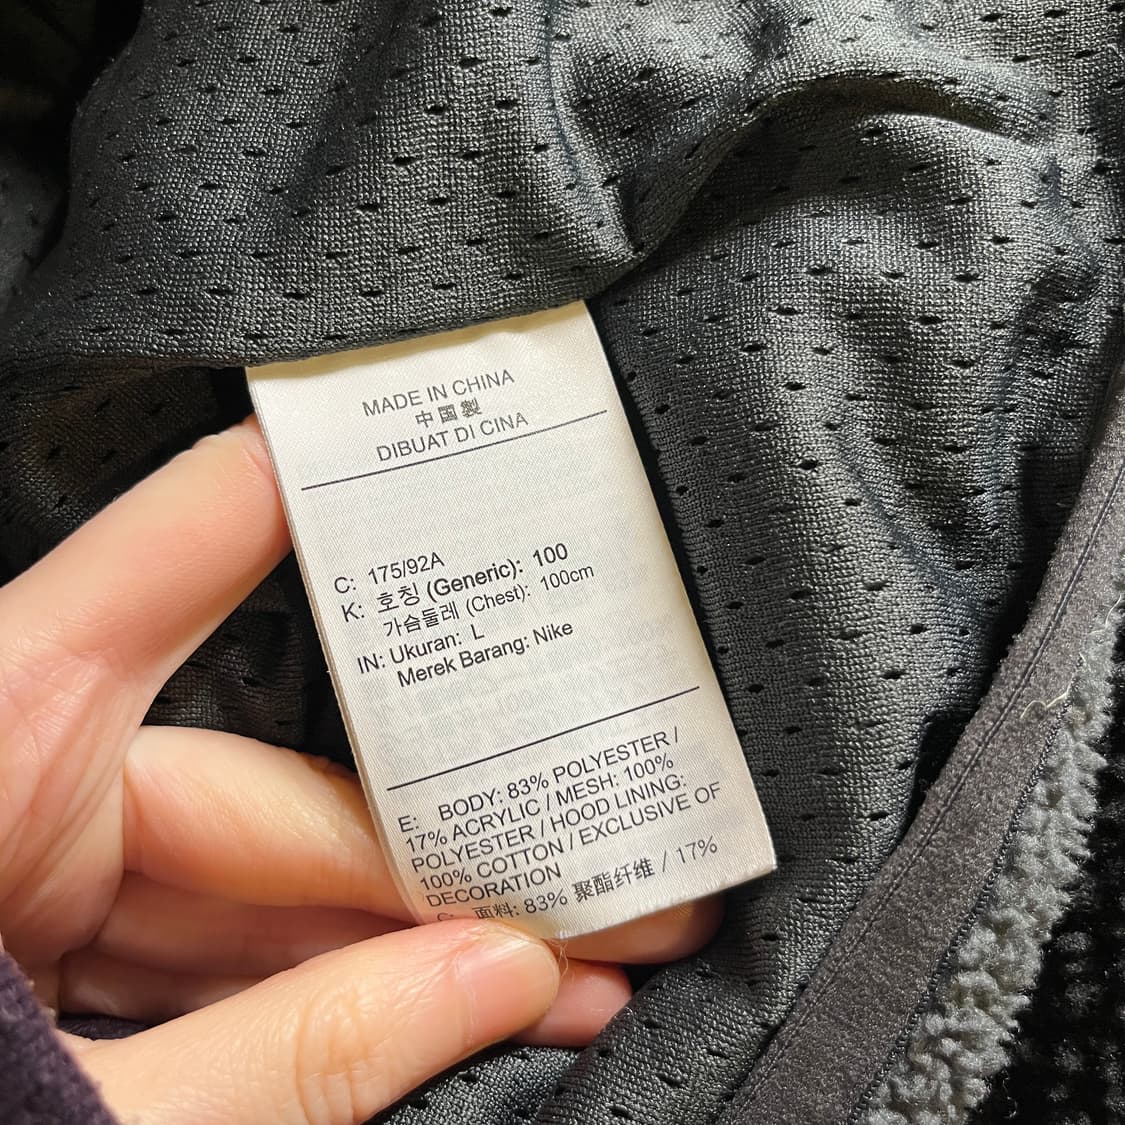 MADE IN CHINA
中国製
DIBUAT DI CINA
C: 175/92A
K: 호칭 (Generic): 100
가슴둘레 (Chest): 100cm
IN: Ukuran: L
Merek Barang: Nike
E: BODY: 83% POLYESTER /
17% ACRYLIC / MESH: 100%
POLYESTER / HOOD LINING:
100% COTTON / EXCLUSIVE OF
DECORATION
C: 面料: 83% 聚酯纤维 / 17%